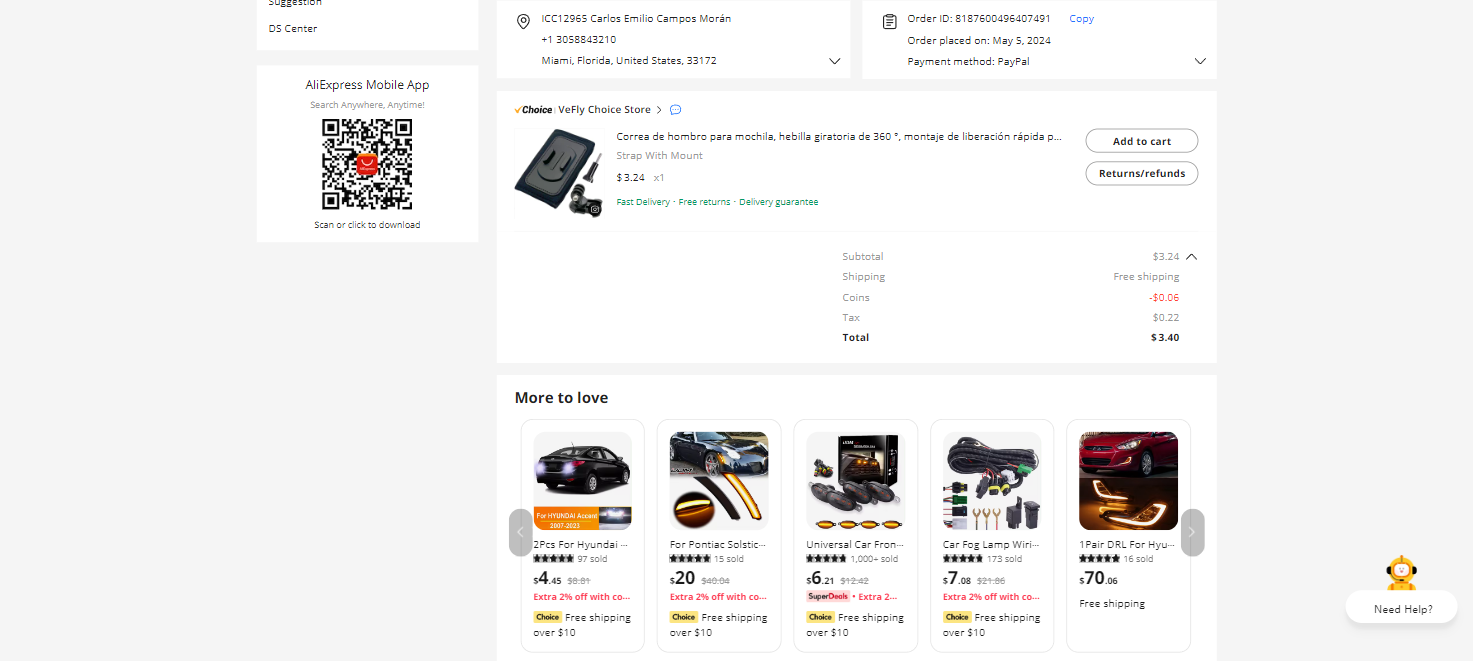 Suggestion
DS Center
AliExpress Mobile App
Search Anywhere, Anytime!
Scan or click to download
ICC12965 Carlos Emilio Campos Morán
+1 3058843210
Miami, Florida, United States, 33172
Order ID: 8187600496407491 Copy
Order placed on: May 5, 2024
Payment method: PayPal
Choice VeFly Choice Store
Correa de hombro para mochila, hebilla giratoria de 360 °, montaje de liberación rápida p...
Strap With Mount
$3.24 x1
Fast Delivery · Free returns · Delivery guarantee
Add to cart
Returns/refunds
Subtotal $3.24
Shipping Free shipping
Coins -$0.06
Tax $0.22
Total $3.40
More to love
For HYUNDAI Accent
2007-2023
2Pcs For Hyundai ...
97 sold
$4.45 $8.81
Extra 2% off with co...
Choice Free shipping
over $10
For Pontiac Solstic...
15 sold
$20 $40.04
Extra 2% off with co...
Choice Free shipping
over $10
Universal Car Fron...
1,000+ sold
$6.21 $12.42
SuperDeals • Extra 2...
Choice Free shipping
over $10
Car Fog Lamp Wiri...
173 sold
$7.08 $21.86
Extra 2% off with co...
Choice Free shipping
over $10
1Pair DRL For Hyu...
16 sold
$70.06
Free shipping
Need Help?